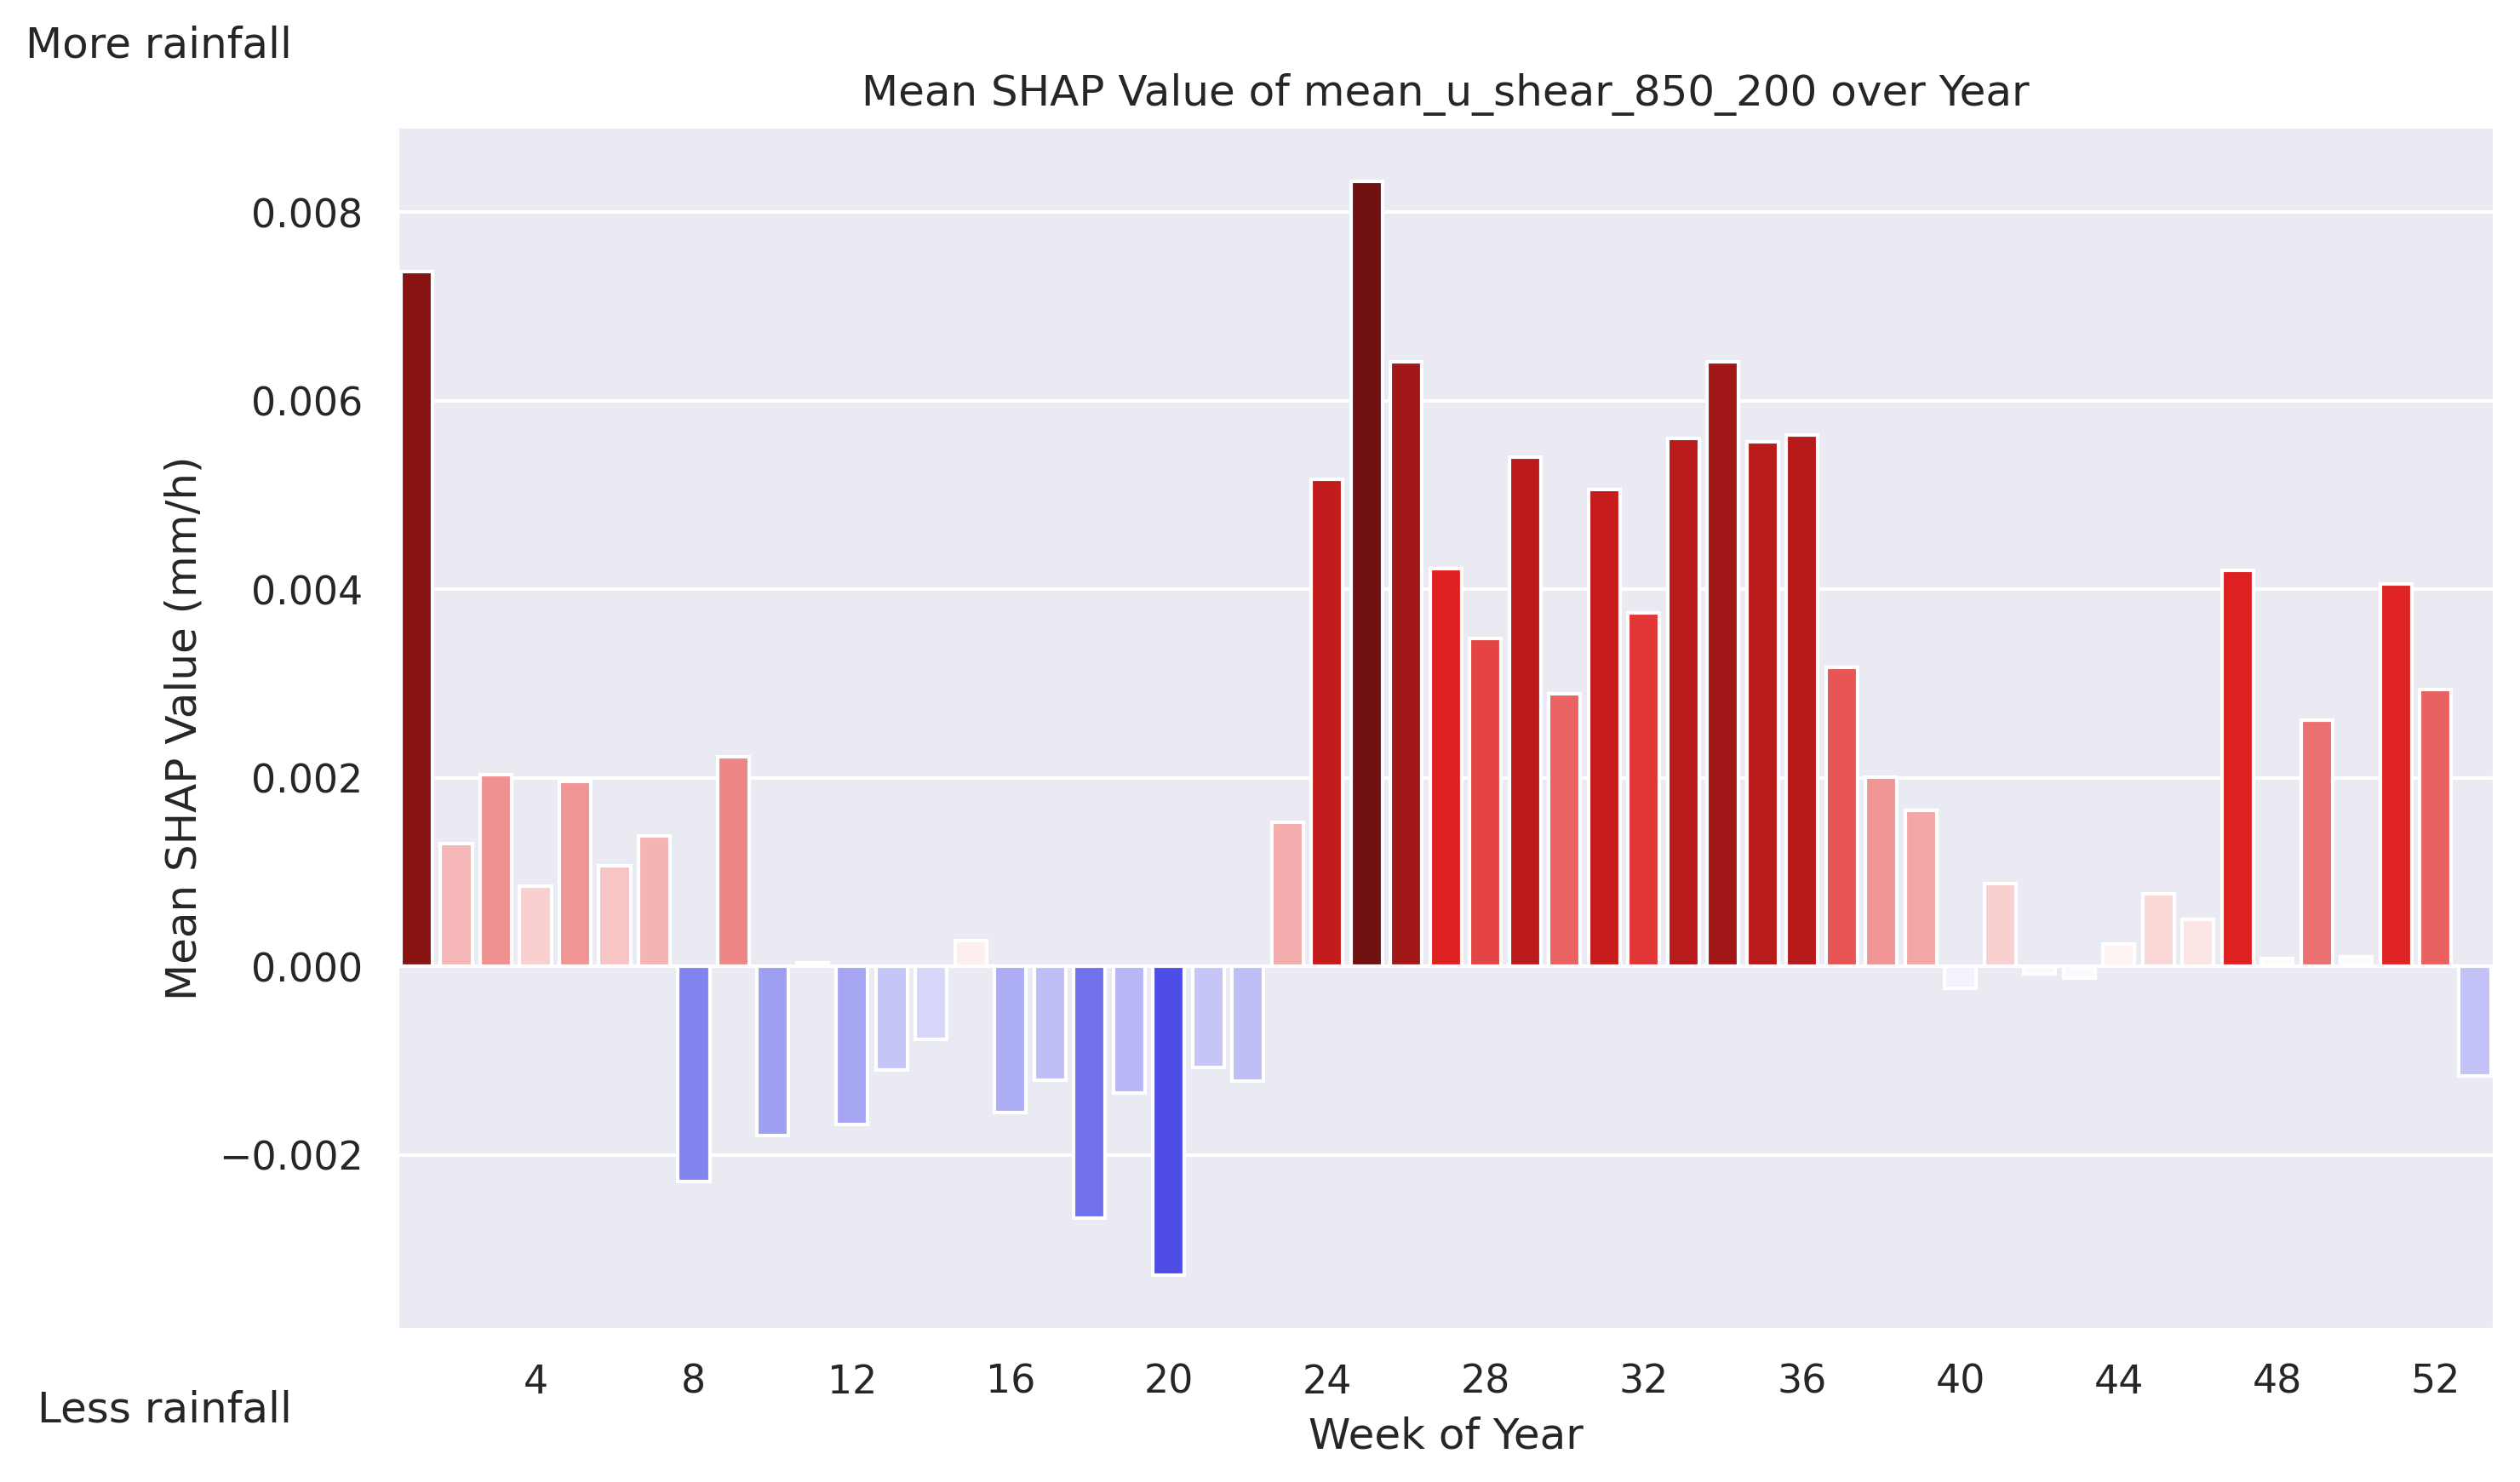 More rainfall
Mean SHAP Value of mean_u_shear_850_200 over Year
Mean SHAP Value (mm/h)
0.008
0.006
0.004
0.002
0.000
−0.002
4 8 12 16 20 24 28 32 36 40 44 48 52
Less rainfall
Week of Year